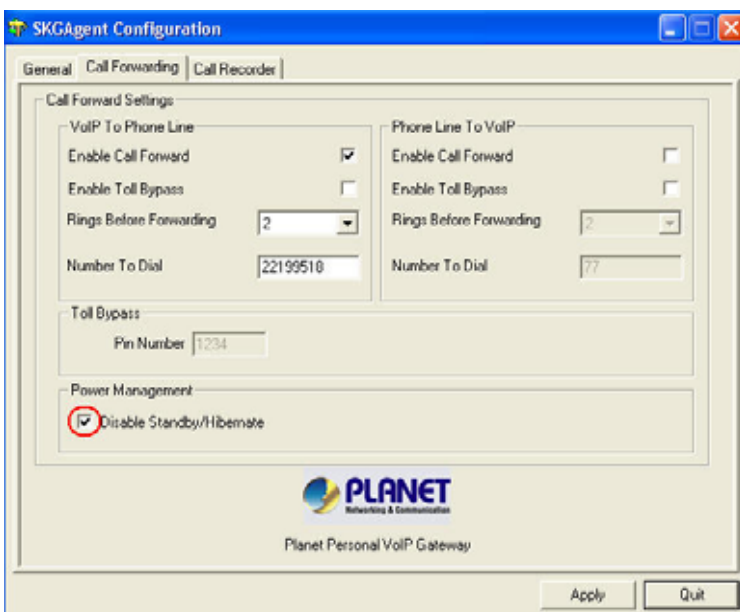 SKGAgent Configuration
General Call Forwarding Call Recorder
Call Forward Settings
VoIP To Phone Line
Enable Call Forward
Enable Toll Bypass
Rings Before Forwarding 2
Number To Dial 22199518
Phone Line To VoIP
Enable Call Forward
Enable Toll Bypass
Rings Before Forwarding 2
Number To Dial 77
Toll Bypass
Pin Number 1234
Power Management
Disable Standby/Hibernate
PLANET
Networking & Communication
Planet Personal VoIP Gateway
Apply Quit